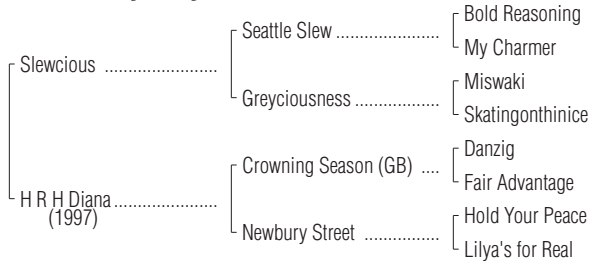 Bold Reasoning
Seattle Slew ..................
My Charmer
Slewcious .......................
Miswaki
Greyciousness ..................
Skatingonthinice
Danzig
Crowning Season (GB) ....
Fair Advantage
H R H Diana.....................
(1997)
Hold Your Peace
Newbury Street ................
Lilya's for Real